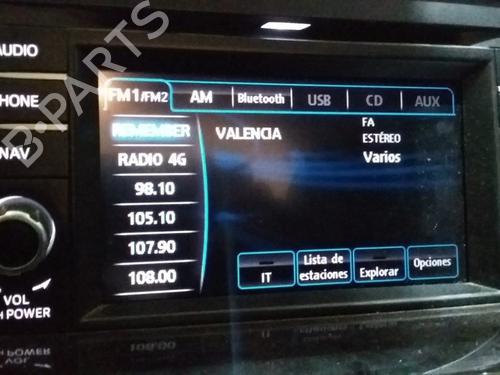 AUDIO
PHONE
NAV
VOL
PUSH POWER
B-PARTS
FM1/FM2
AM
Bluetooth
USB
CD
AUX
REMEMBER
RADIO 4G
98.10
105.10
107.90
108.00
VALENCIA
FA
ESTÉREO
Varios
IT
Lista de
estaciones
Explorar
Opciones